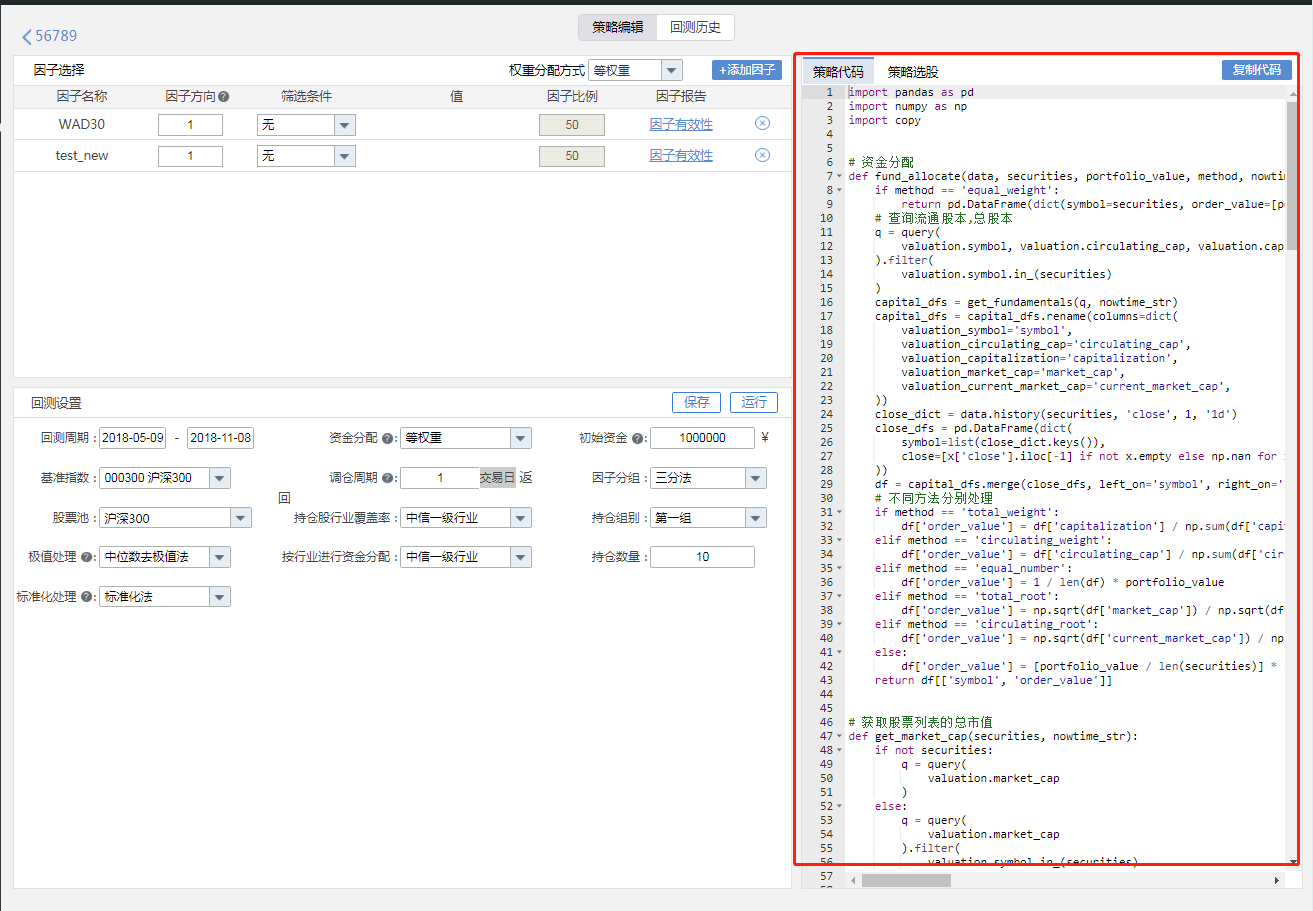 56789
策略编辑 回测历史
因子选择 权重分配方式 等权重 +添加因子
因子名称 因子方向 筛选条件 值 因子比例 因子报告
WAD30 1 无 50 因子有效性
test_new 1 无 50 因子有效性
回测设置 保存 运行
回测周期 : 2018-05-09 - 2018-11-08 资金分配 : 等权重 初始资金 : 1000000 ¥
基准指数 : 000300 沪深300 调仓周期 : 1 交易日 返 因子分组 : 三分法
回
股票池 : 沪深300 持仓股行业覆盖率 : 中信一级行业 持仓组别 : 第一组
极值处理 : 中位数去极值法 按行业进行资金分配 : 中信一级行业 持仓数量 : 10
标准化处理 : 标准化法
策略代码 策略选股 复制代码
1 import pandas as pd
2 import numpy as np
3 import copy
4
5
6 # 资金分配
7 def fund_allocate(data, securities, portfolio_value, method, nowti
8 if method == 'equal_weight':
9 return pd.DataFrame(dict(symbol=securities, order_value=[p
10 # 查询流通股本,总股本
11 q = query(
12 valuation.symbol, valuation.circulating_cap, valuation.cap
13 ).filter(
14 valuation.symbol.in_(securities)
15 )
16 capital_dfs = get_fundamentals(q, nowtime_str)
17 capital_dfs = capital_dfs.rename(columns=dict(
18 valuation_symbol='symbol',
19 valuation_circulating_cap='circulating_cap',
20 valuation_capitalization='capitalization',
21 valuation_market_cap='market_cap',
22 valuation_current_market_cap='current_market_cap',
23 ))
24 close_dict = data.history(securities, 'close', 1, '1d')
25 close_dfs = pd.DataFrame(dict(
26 symbol=list(close_dict.keys()),
27 close=[x['close'].iloc[-1] if not x.empty else np.nan for
28 ))
29 df = capital_dfs.merge(close_dfs, left_on='symbol', right_on='
30 # 不同方法分别处理
31 if method == 'total_weight':
32 df['order_value'] = df['capitalization'] / np.sum(df['capi
33 elif method == 'circulating_weight':
34 df['order_value'] = df['circulating_cap'] / np.sum(df['cir
35 elif method == 'equal_number':
36 df['order_value'] = 1 / len(df) * portfolio_value
37 elif method == 'total_root':
38 df['order_value'] = np.sqrt(df['market_cap']) / np.sqrt(df
39 elif method == 'circulating_root':
40 df['order_value'] = np.sqrt(df['current_market_cap']) / np
41 else:
42 df['order_value'] = [portfolio_value / len(securities)] *
43 return df[['symbol', 'order_value']]
44
45
46 # 获取股票列表的总市值
47 def get_market_cap(securities, nowtime_str):
48 if not securities:
49 q = query(
50 valuation.market_cap
51 )
52 else:
53 q = query(
54 valuation.market_cap
55 ).filter(
56 valuation.symbol.in_(securities)
57